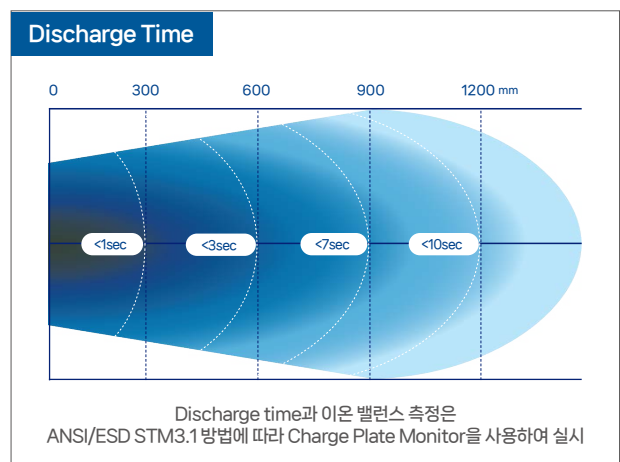 Discharge Time
0 300 600 900 1200 mm
<1sec <3sec <7sec <10sec
Discharge time과 이온 밸런스 측정은
ANSI/ESD STM3.1 방법에 따라 Charge Plate Monitor을 사용하여 실시